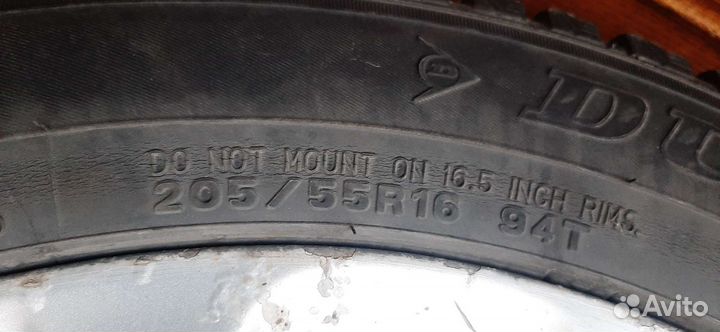 DO NOT MOUNT ON 16.5 INCH RIMS.
205/55R16 94T
Avito